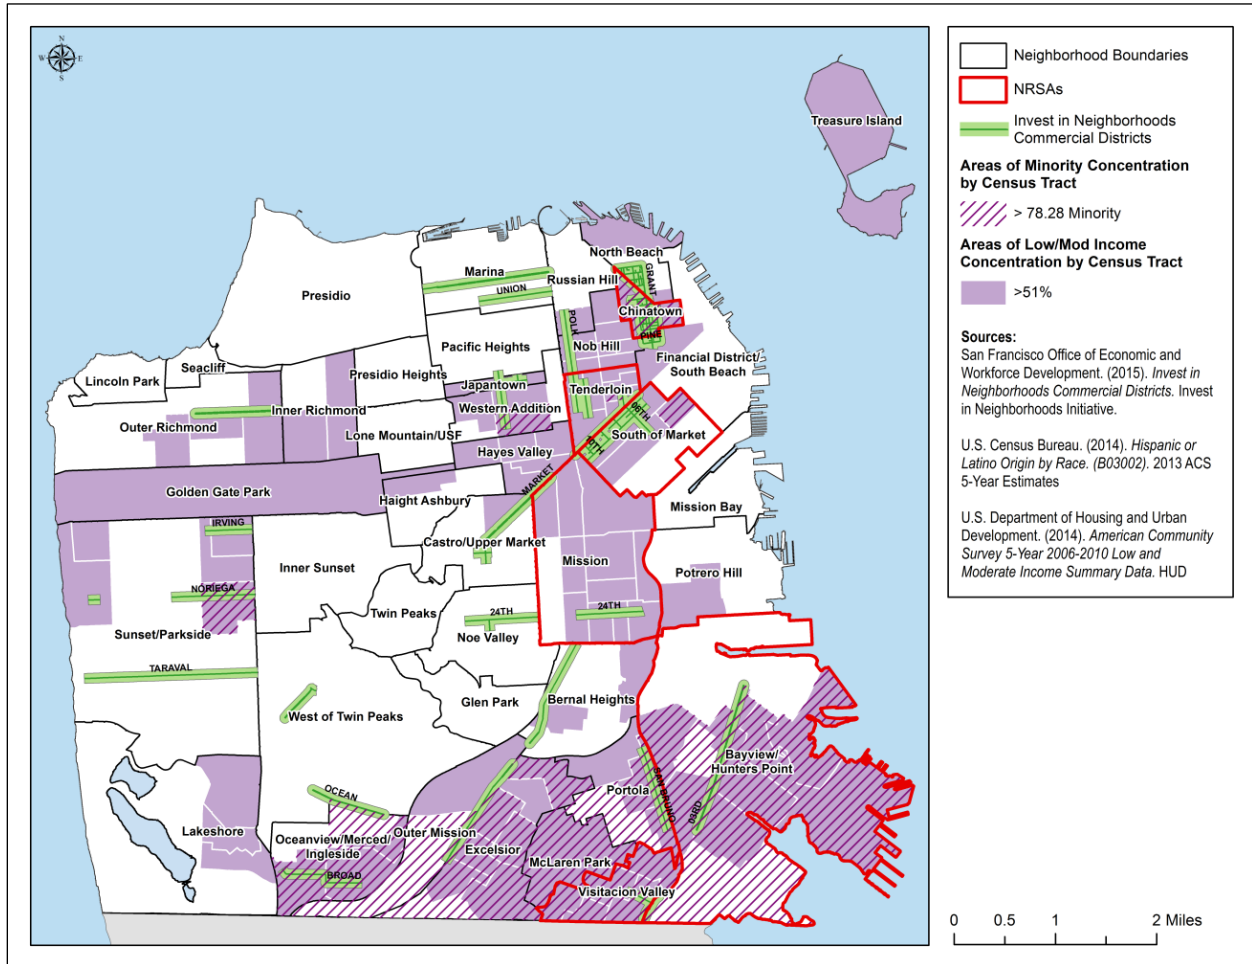 N
W E
S
Treasure Island
North Beach
Marina
Russian Hill
GRANT
UNION
Presidio
Chinatown
POLK
PINE
Nob Hill
Pacific Heights
Financial District/
South Beach
Seacliff
Lincoln Park
Presidio Heights
Japantown
Tenderloin
Western Addition
Inner Richmond
06TH
Outer Richmond
Lone Mountain/USF
South of Market
10TH
Hayes Valley
MARKET
Golden Gate Park
Haight Ashbury
Mission Bay
IRVING
Castro/Upper Market
Mission
Inner Sunset
Potrero Hill
NORIEGA
Twin Peaks
24TH
24TH
Sunset/Parkside
Noe Valley
TARAVAL
Glen Park
Bernal Heights
West of Twin Peaks
Bayview/
Hunters Point
SAN BRUNO
Portola
OCEAN
03RD
Lakeshore
Oceanview/Merced/
Ingleside
Outer Mission
Excelsior
McLaren Park
BROAD
Visitacion Valley
Neighborhood Boundaries
NRSAs
Invest in Neighborhoods
Commercial Districts
Areas of Minority Concentration
by Census Tract
> 78.28 Minority
Areas of Low/Mod Income
Concentration by Census Tract
>51%
Sources:
San Francisco Office of Economic and
Workforce Development. (2015). Invest in
Neighborhoods Commercial Districts. Invest
in Neighborhoods Initiative.
U.S. Census Bureau. (2014). Hispanic or
Latino Origin by Race. (B03002). 2013 ACS
5-Year Estimates
U.S. Department of Housing and Urban
Development. (2014). American Community
Survey 5-Year 2006-2010 Low and
Moderate Income Summary Data. HUD
0 0.5 1 2 Miles